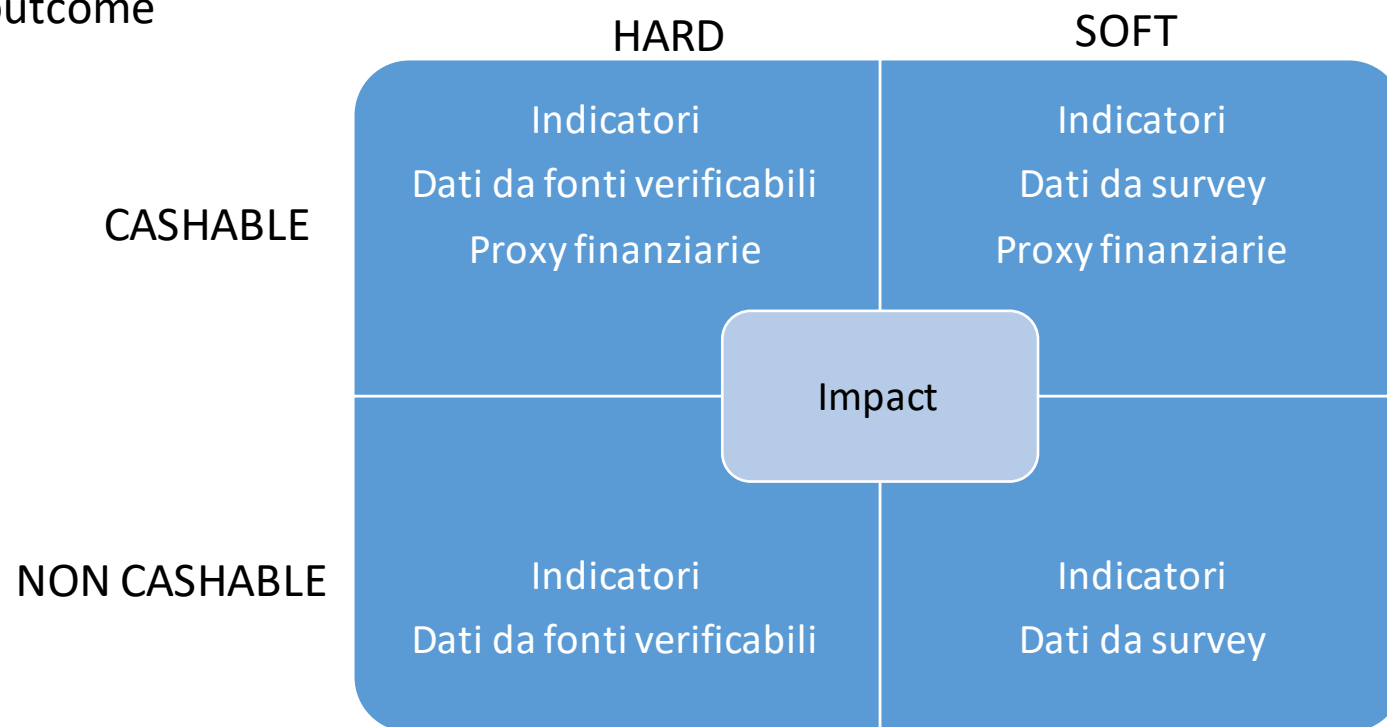 outcome
HARD
SOFT
CASHABLE
Indicatori
Dati da fonti verificabili
Proxy finanziarie
Indicatori
Dati da survey
Proxy finanziarie
Impact
NON CASHABLE
Indicatori
Dati da fonti verificabili
Indicatori
Dati da survey